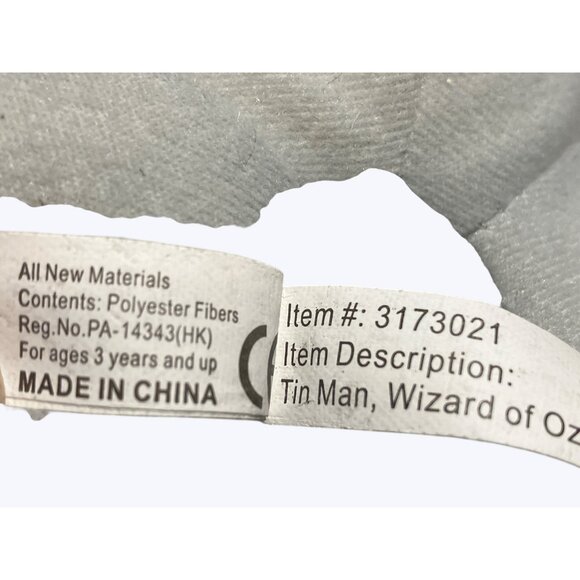 All New Materials
Contents: Polyester Fibers
Reg.No.PA-14343(HK)
For ages 3 years and up
MADE IN CHINA
Item #: 3173021
Item Description:
Tin Man, Wizard of Oz